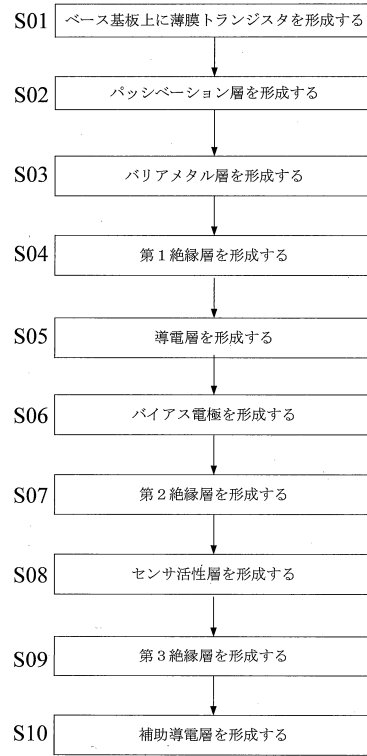 S01 ベース基板上に薄膜トランジスタを形成する
S02 パッシベーション層を形成する
S03 バリアメタル層を形成する
S04 第1絶縁層を形成する
S05 導電層を形成する
S06 バイアス電極を形成する
S07 第2絶縁層を形成する
S08 センサ活性層を形成する
S09 第3絶縁層を形成する
S10 補助導電層を形成する